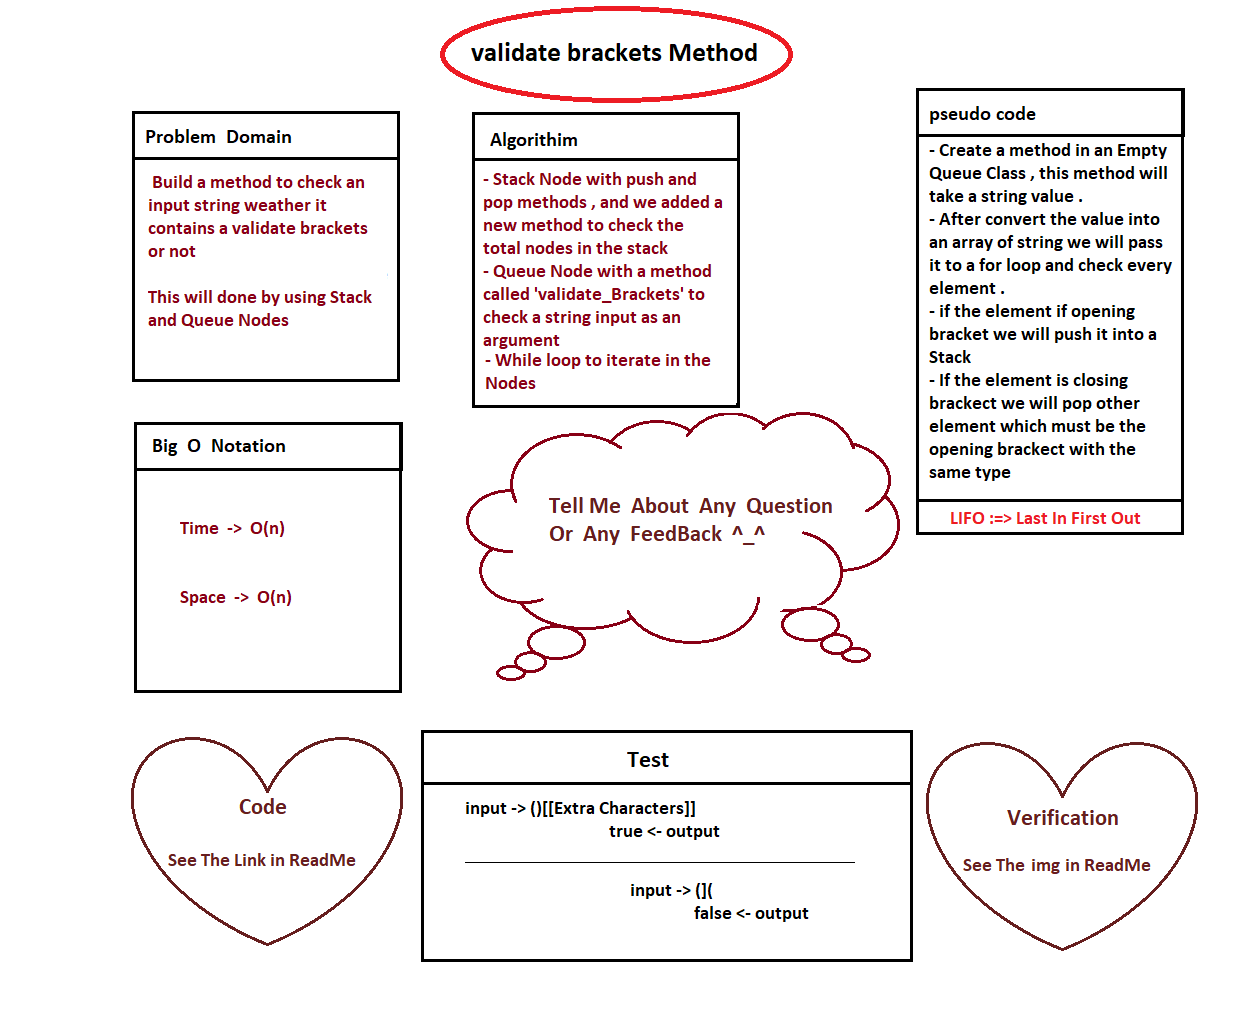 validate brackets Method
Problem Domain
Build a method to check an
input string weather it
contains a validate brackets
or not
This will done by using Stack
and Queue Nodes
Algorithim
- Stack Node with push and
pop methods , and we added a
new method to check the
total nodes in the stack
- Queue Node with a method
called 'validate_Brackets' to
check a string input as an
argument
- While loop to iterate in the
Nodes
pseudo code
- Create a method in an Empty
Queue Class , this method will
take a string value .
- After convert the value into
an array of string we will pass
it to a for loop and check every
element .
- if the element if opening
bracket we will push it into a
Stack
- If the element is closing
brackect we will pop other
element which must be the
opening brackect with the
same type
LIFO :=> Last In First Out
Big O Notation
Time -> O(n)
Space -> O(n)
Tell Me About Any Question
Or Any FeedBack ^_^
Code
See The Link in ReadMe
Test
input -> ()[[Extra Characters]]
true <- output
input -> (](
false <- output
Verification
See The img in ReadMe